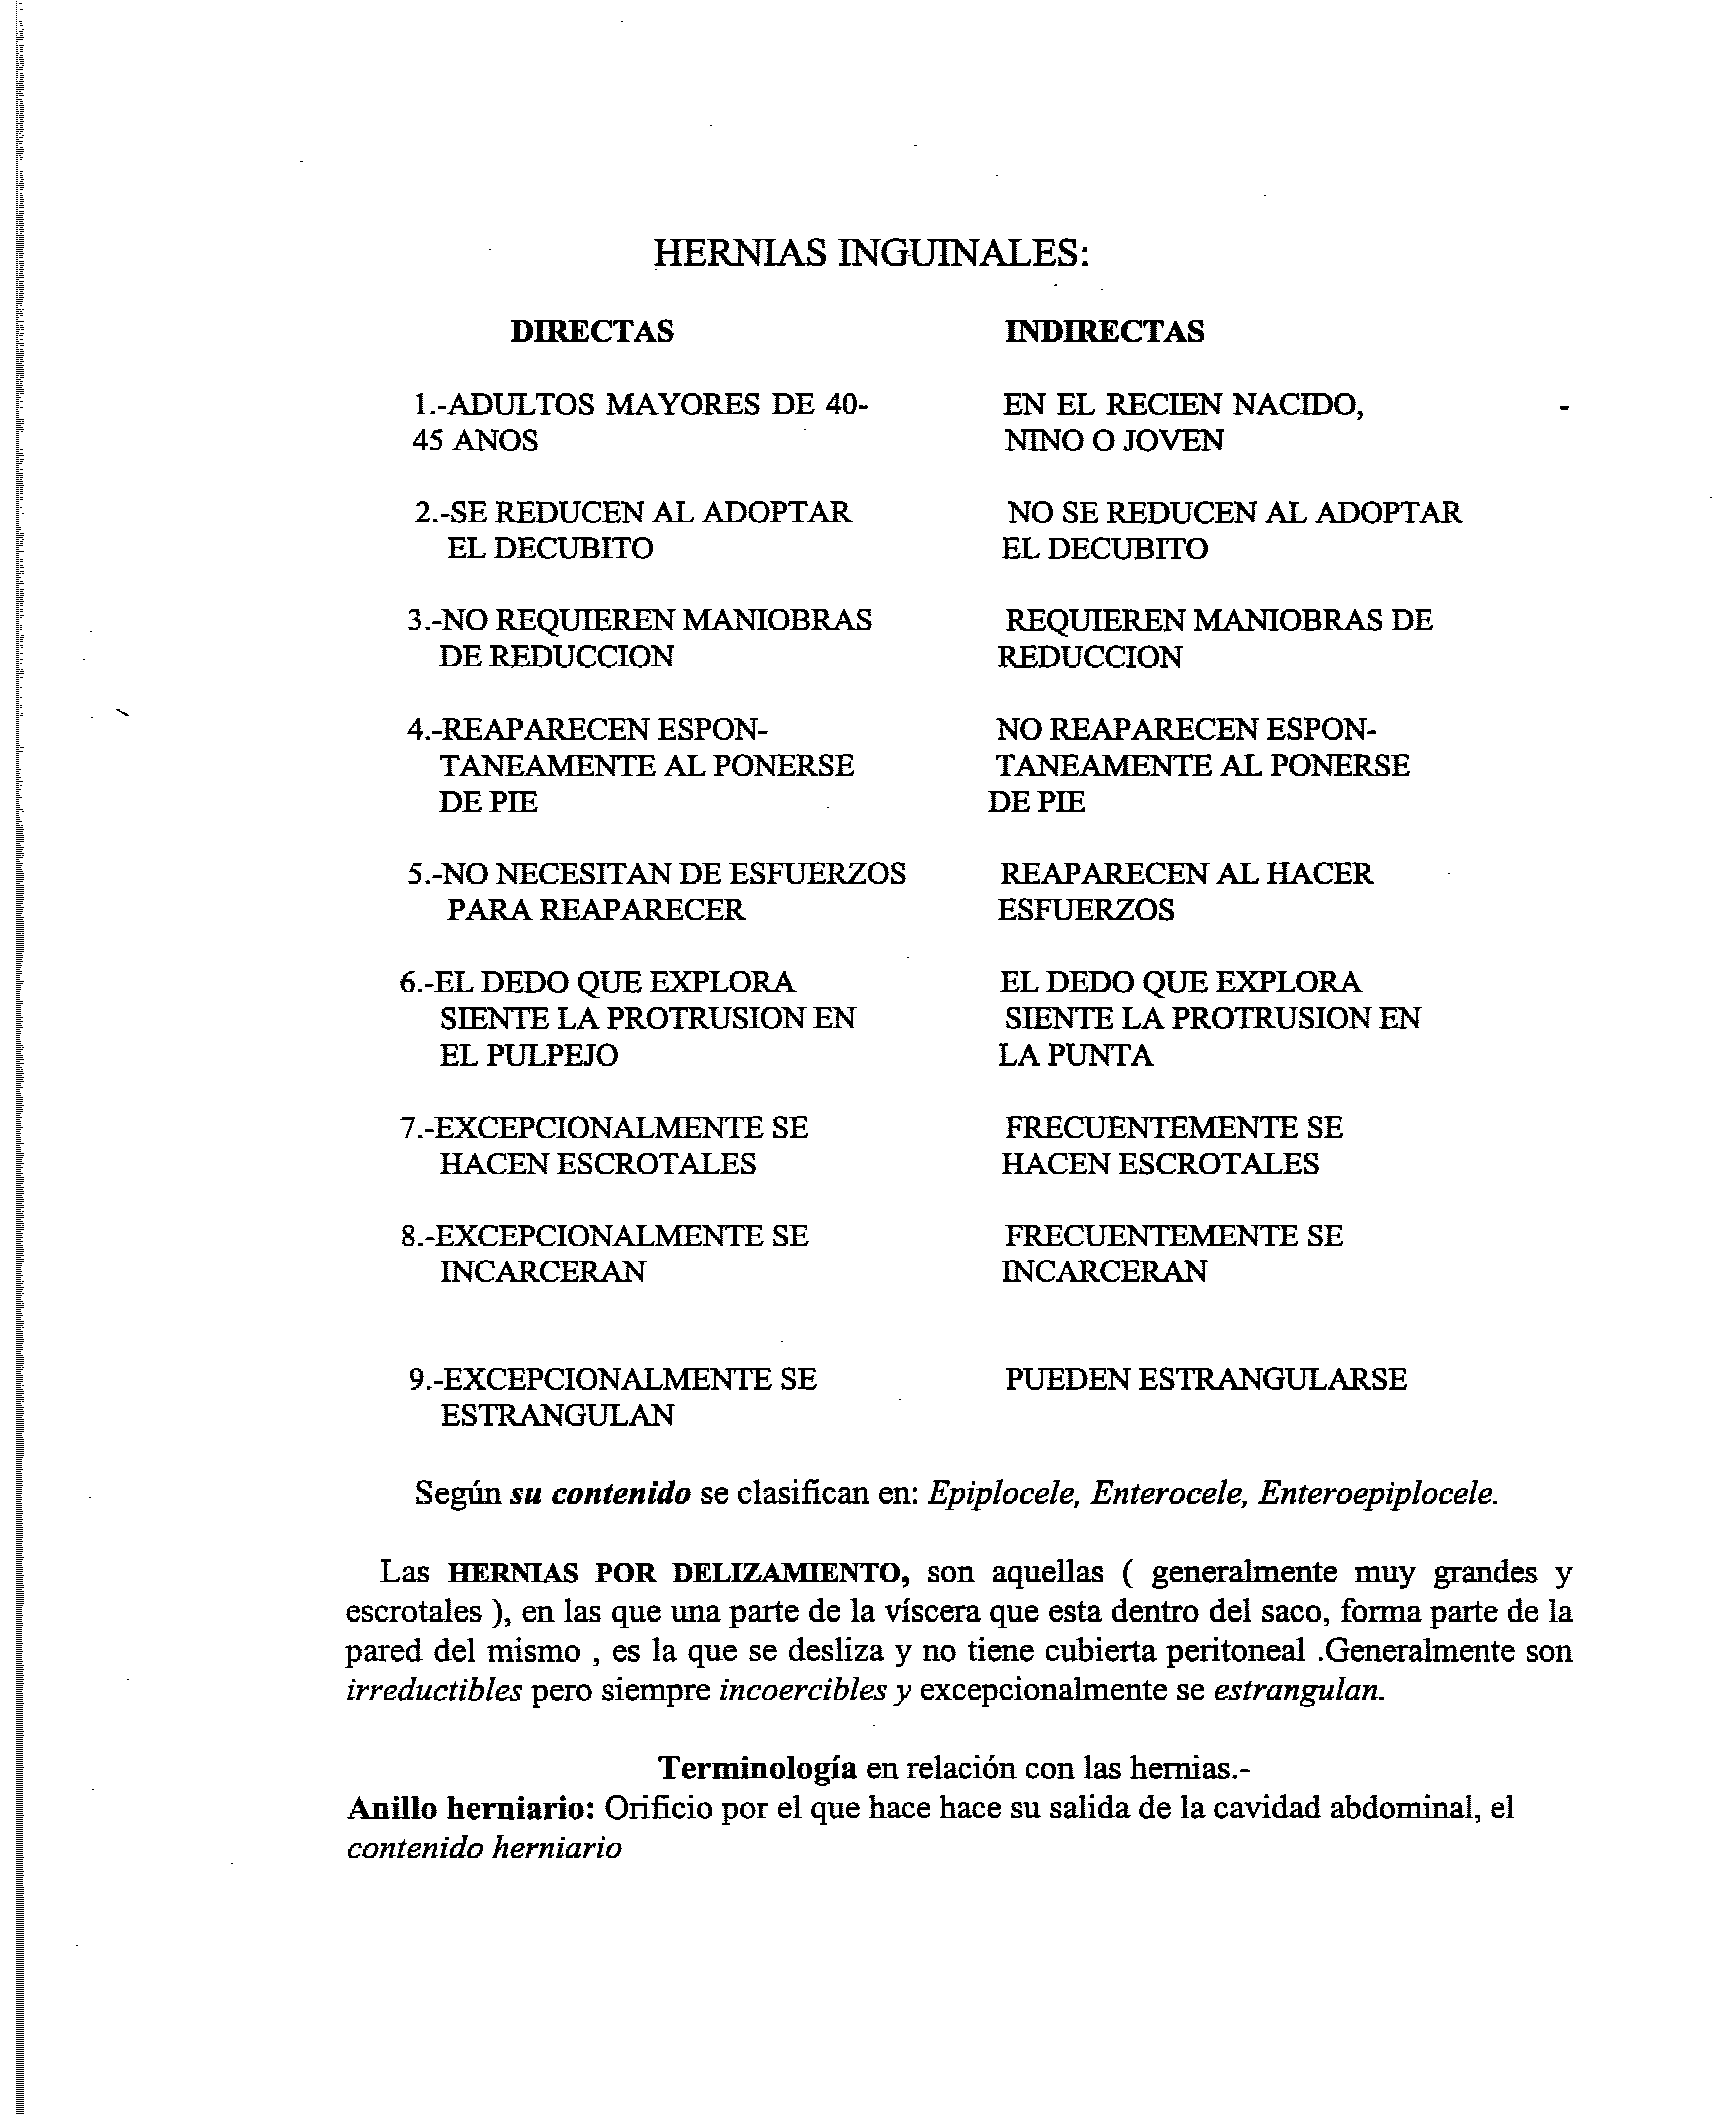 HERNIAS INGUINALES:
DIRECTAS INDIRECTAS
1.-ADULTOS MAYORES DE 40- EN EL RECIEN NACIDO,
45 ANOS NINO O JOVEN
2.-SE REDUCEN AL ADOPTAR NO SE REDUCEN AL ADOPTAR
EL DECUBITO EL DECUBITO
3.-NO REQUIEREN MANIOBRAS REQUIEREN MANIOBRAS DE
DE REDUCCION REDUCCION
4.-REAPARECEN ESPON- NO REAPARECEN ESPON-
TANEAMENTE AL PONERSE TANEAMENTE AL PONERSE
DE PIE DE PIE
5.-NO NECESITAN DE ESFUERZOS REAPARECEN AL HACER
PARA REAPARECER ESFUERZOS
6.-EL DEDO QUE EXPLORA EL DEDO QUE EXPLORA
SIENTE LA PROTRUSION EN SIENTE LA PROTRUSION EN
EL PULPEJO LA PUNTA
7.-EXCEPCIONALMENTE SE FRECUENTEMENTE SE
HACEN ESCROTALES HACEN ESCROTALES
8.-EXCEPCIONALMENTE SE FRECUENTEMENTE SE
INCARCERAN INCARCERAN
9.-EXCEPCIONALMENTE SE PUEDEN ESTRANGULARSE
ESTRANGULAN
Según su contenido se clasifican en: Epiplocele, Enterocele, Enteroepiplocele.
Las HERNIAS POR DELIZAMIENTO, son aquellas ( generalmente muy grandes y
escrotales ), en las que una parte de la víscera que esta dentro del saco, forma parte de la
pared del mismo , es la que se desliza y no tiene cubierta peritoneal .Generalmente son
irreductibles pero siempre incoercibles y excepcionalmente se estrangulan.
Terminología en relación con las hernias.-
Anillo herniario: Orificio por el que hace hace su salida de la cavidad abdominal, el
contenido herniario